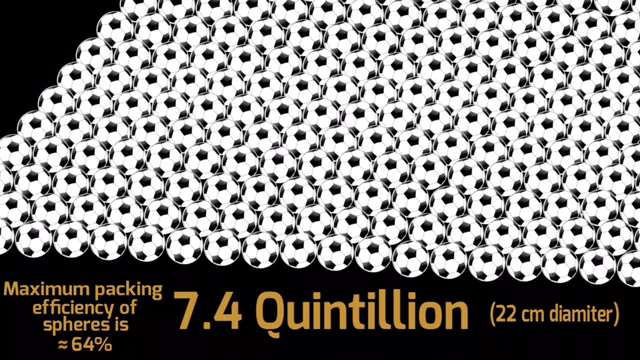 Maximum packing
efficiency of
spheres is
≈64%
7.4 Quintillion
(22 cm diamiter)